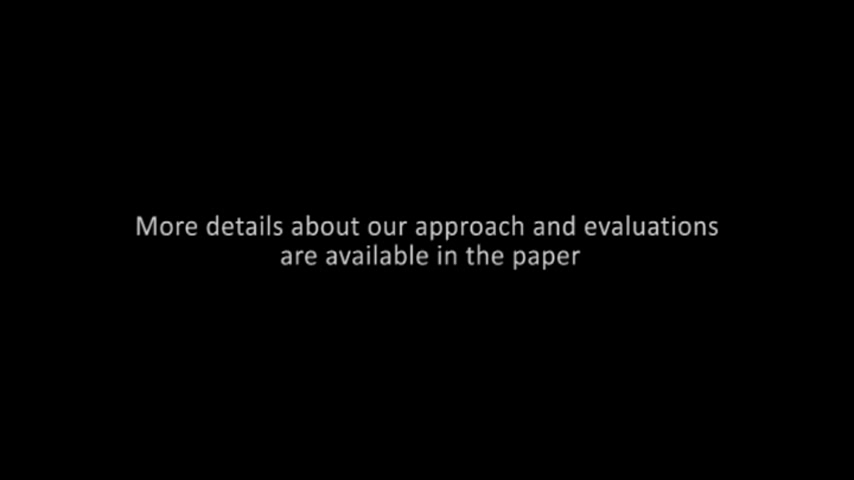 More details about our approach and evaluations
are available in the paper